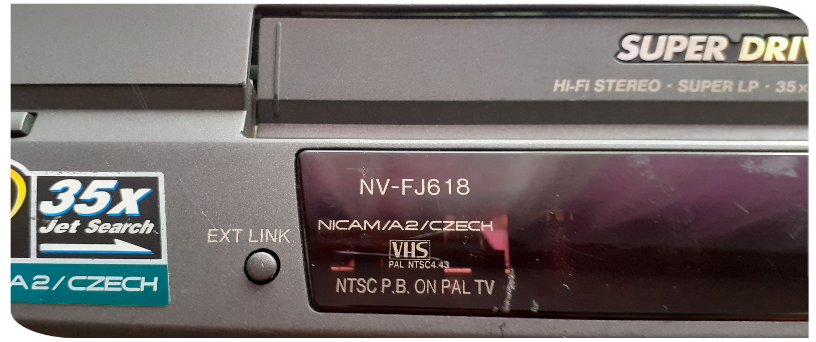 SUPER DRIV
HI-FI STEREO · SUPER LP · 35x
35x
Jet Search
A2/CZECH
EXT LINK
NV-FJ618
NICAM/A2/CZECH
VHS
PAL NTSC4.43
NTSC P.B. ON PAL TV